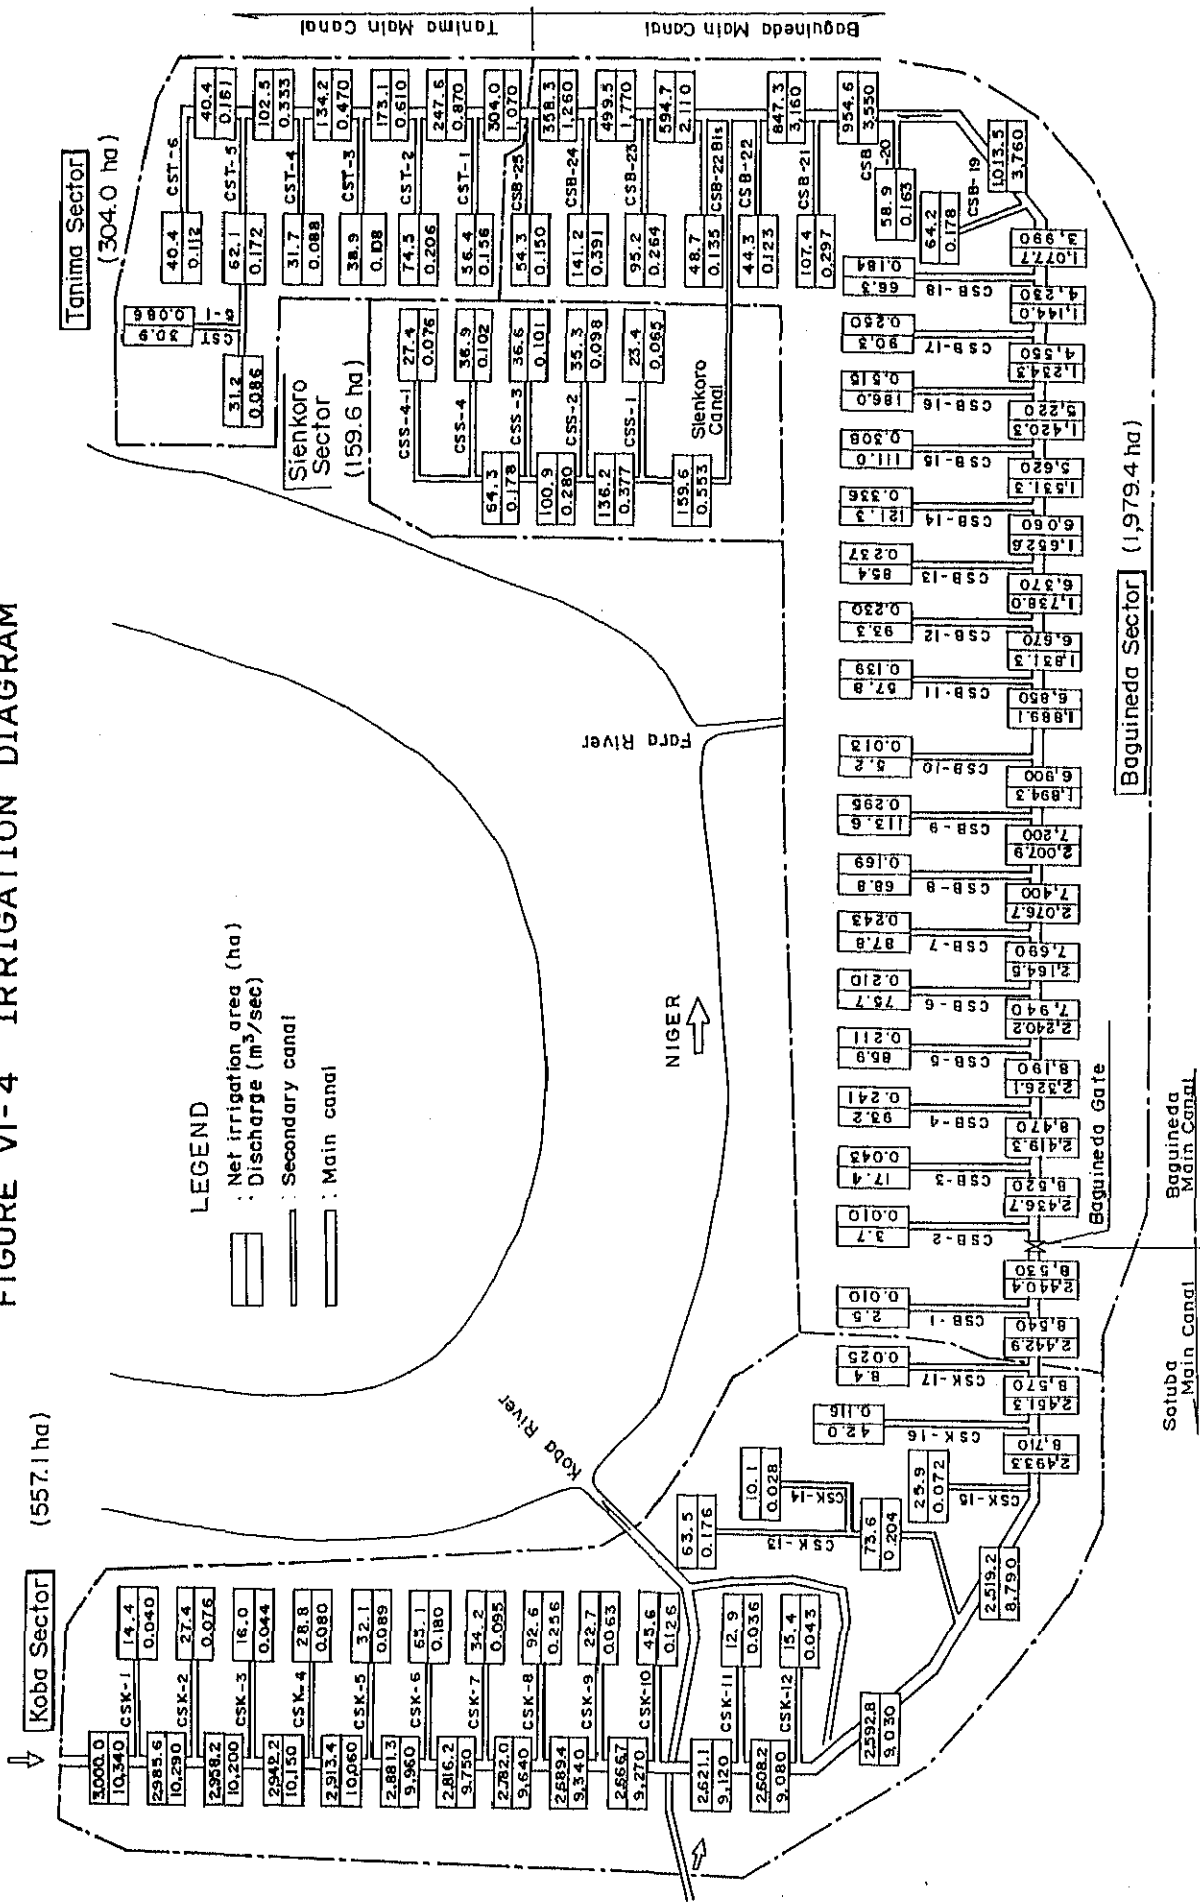 FIGURE VI-4 IRRIGATION DIAGRAM
Koba Sector
(557.1 ha)
3,000.0
10,340
CSK-1
14.4
0.040
2,985.6
10,290
CSK-2
27.4
0.076
2,958.2
10,200
CSK-3
16.0
0.044
2,942.2
10,150
CSK-4
28.8
0.080
2,913.4
10,060
CSK-5
32.1
0.089
2,881.3
9,960
CSK-6
65.1
0.180
2,816.2
9,750
CSK-7
34.2
0.095
2,782.0
9,640
CSK-8
92.6
0.256
2,689.4
9,340
CSK-9
22.7
0.063
2,666.7
9,270
CSK-10
45.6
0.126
2,621.1
9,120
CSK-11
12.9
0.036
2,608.2
9,080
CSK-12
15.4
0.043
2,592.8
9,030
Koba River
63.5
0.176
CSK-13
10.1
0.028
CSK-14
73.6
0.204
2,519.2
8,790
25.9
0.072
CSK-15
2,493.3
8,710
42.0
0.116
CSK-16
2,451.3
8,570
8.4
0.025
CSK-17
2,442.9
8,540
2.5
0.010
CSB-1
2,440.4
8,530
Satuba
Main Canal
Baguineda
Main Canal
Baguineda Gate
3.7
0.010
CSB-2
2,436.7
8,520
17.4
0.043
CSB-3
2,419.3
8,470
93.2
0.241
CSB-4
2,326.1
8,190
85.9
0.211
CSB-5
2,240.2
7,940
75.7
0.210
CSB-6
2,164.5
7,690
87.8
0.243
CSB-7
2,076.7
7,400
68.8
0.169
CSB-8
2,007.9
7,200
113.6
0.295
CSB-9
1,894.3
6,900
5.2
0.013
CSB-10
1,889.1
6,850
57.8
0.139
CSB-11
1,831.3
6,670
93.3
0.230
CSB-12
1,738.0
6,370
85.4
0.237
CSB-13
1,652.6
6,060
121.3
0.336
CSB-14
1,531.3
5,620
111.0
0.308
CSB-15
1,420.3
5,220
186.0
0.515
CSB-16
1,234.3
4,550
90.3
0.250
CSB-17
1,144.0
4,230
66.3
0.184
CSB-18
1,077.7
3,990
Baguineda Sector (1,979.4 ha)
64.2
0.178
CSB-19
1,013.5
3,760
58.9
0.163
CSB
-20
954.6
3,550
107.4
0.297
CSB-21
847.3
3,160
44.3
0.123
CSB-22
48.7
0.135
CSB-22 Bis
594.7
2,110
95.2
0.264
CSB-23
499.5
1,770
141.2
0.391
CSB-24
358.3
1,260
54.3
0.150
CSB-25
304.0
1,070
36.4
0.156
CST-1
247.6
0.870
74.5
0.206
CST-2
173.1
0.610
38.9
0.108
CST-3
134.2
0.470
31.7
0.088
CST-4
102.5
0.333
62.1
0.172
CST-5
40.4
0.161
40.4
0.112
CST-6
30.9
0.086
CST
5-1
31.2
0.086
Tanima Sector
(304.0 ha)
Tanima Main Canal
Baguineda Main Canal
Sienkoro
Sector
(159.6 ha)
CSS-4-1
27.4
0.076
CSS-4
36.9
0.102
64.3
0.178
CSS-3
36.6
0.101
100.9
0.280
CSS-2
35.3
0.098
136.2
0.377
CSS-1
23.4
0.065
159.6
0.553
Sienkoro
Canal
Fara River
NIGER
LEGEND
: Net irrigation area (ha)
: Discharge (m³/sec)
: Secondary canal
: Main canal